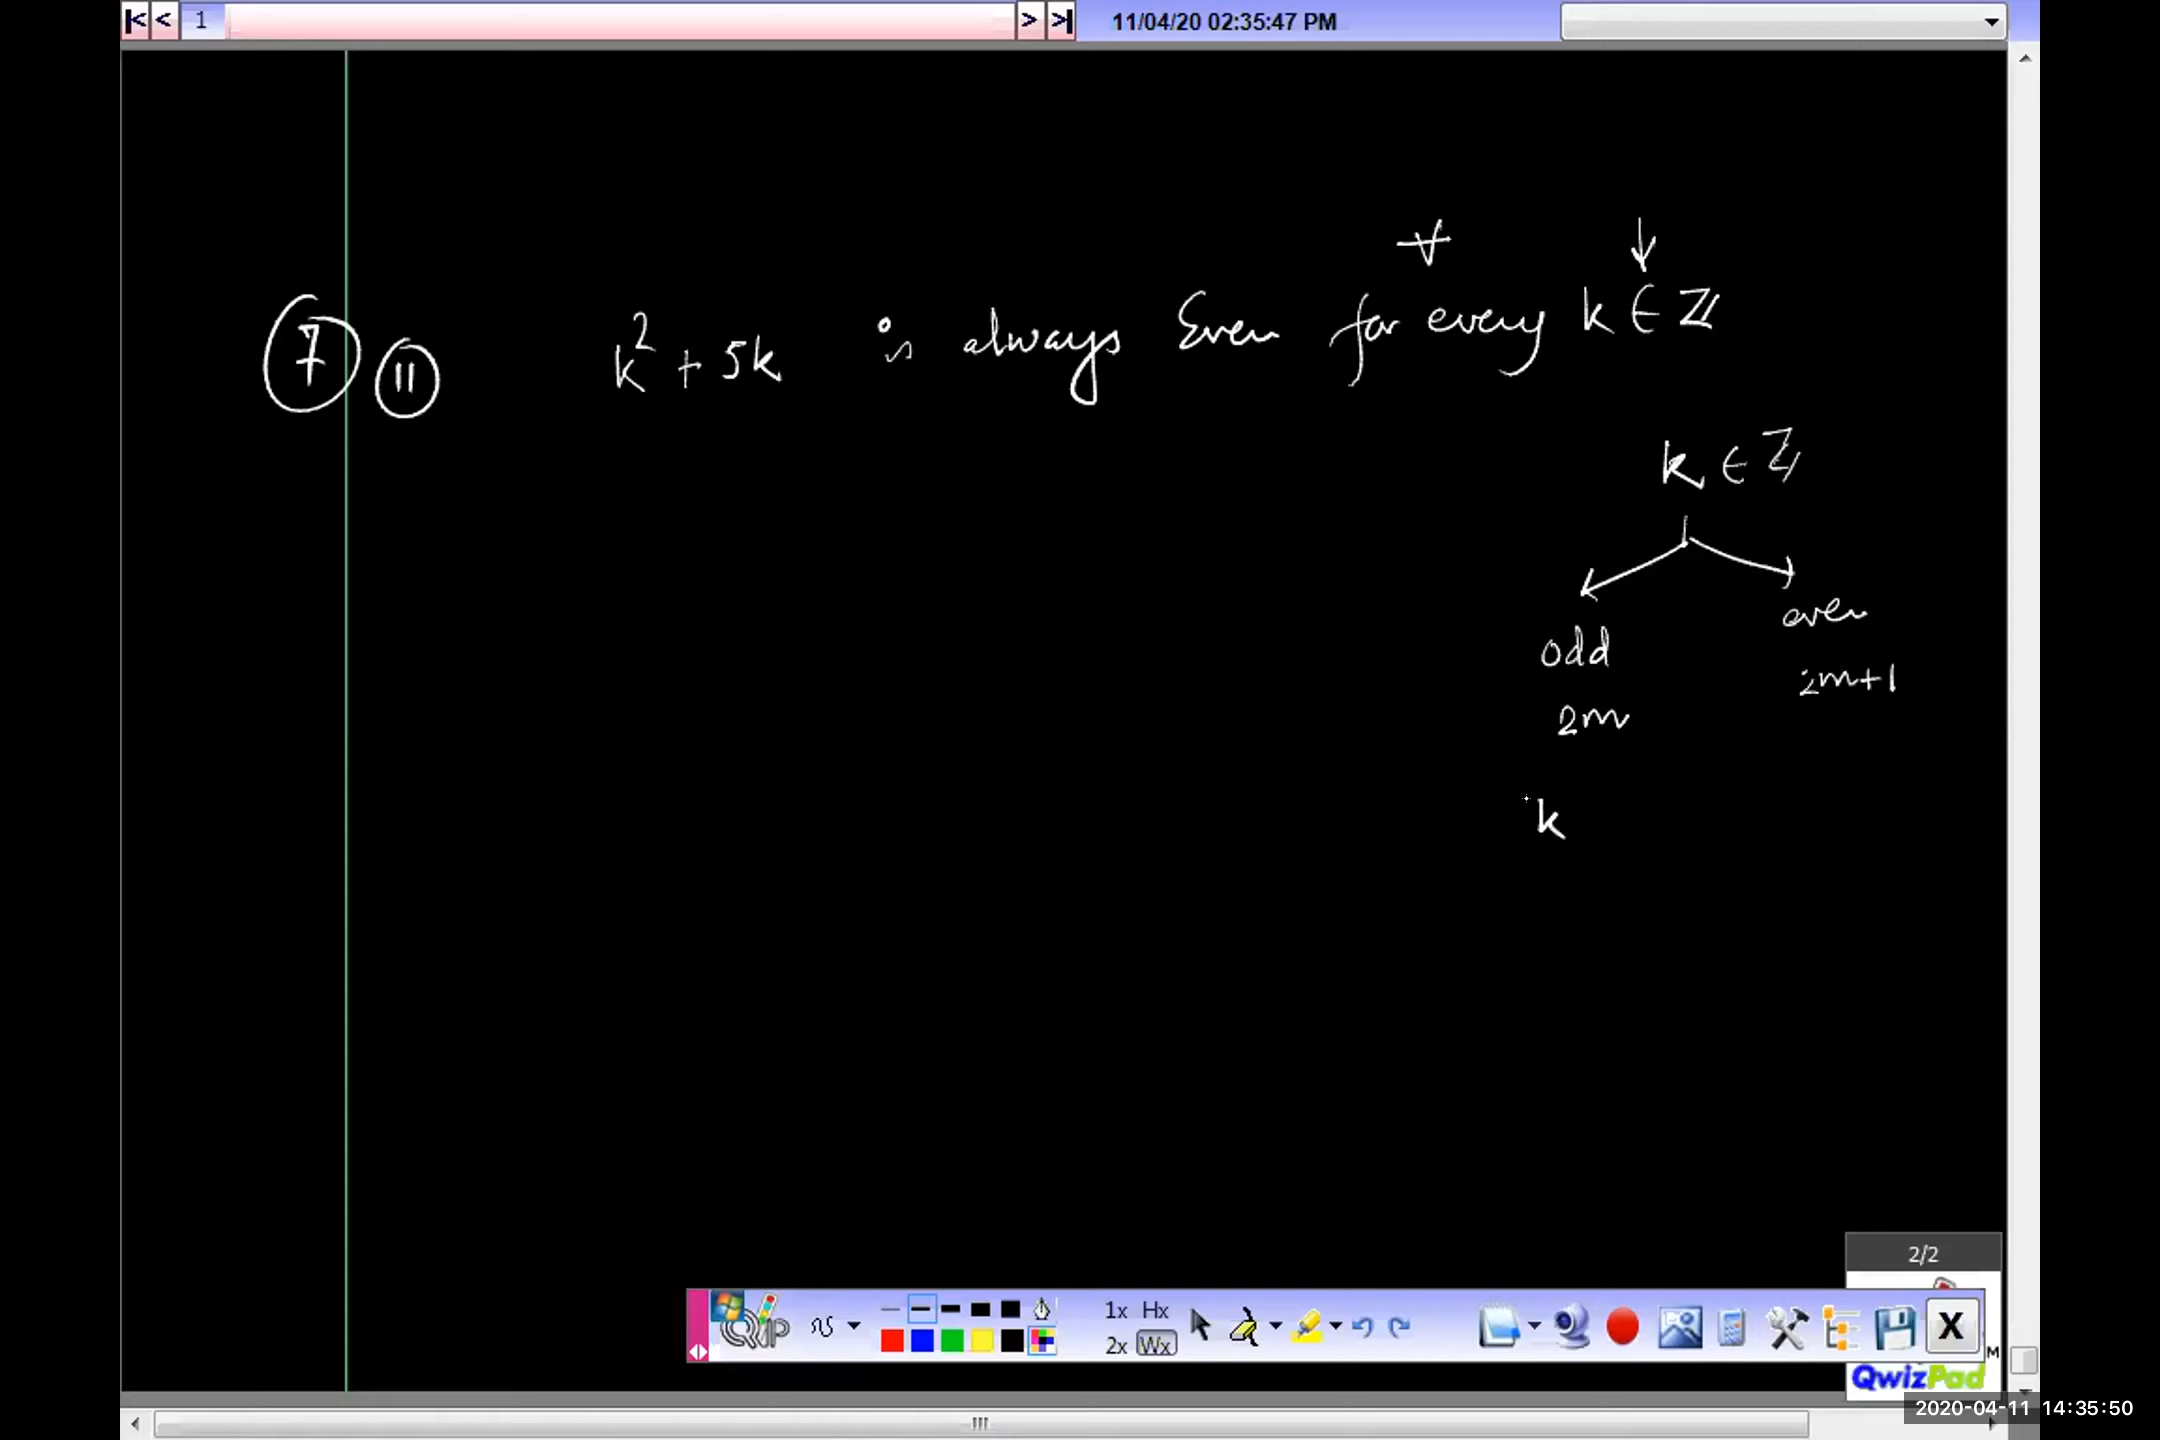 1 11/04/20 02:35:47 PM
∀ ↓
7 11 k² + 5k is always Even for every k ∈ ℤ
k ∈ ℤ
odd even
2m 2m+1
k
2/2
1x Hx
2x Wx
X
QwizPad
2020-04-11 14:35:50